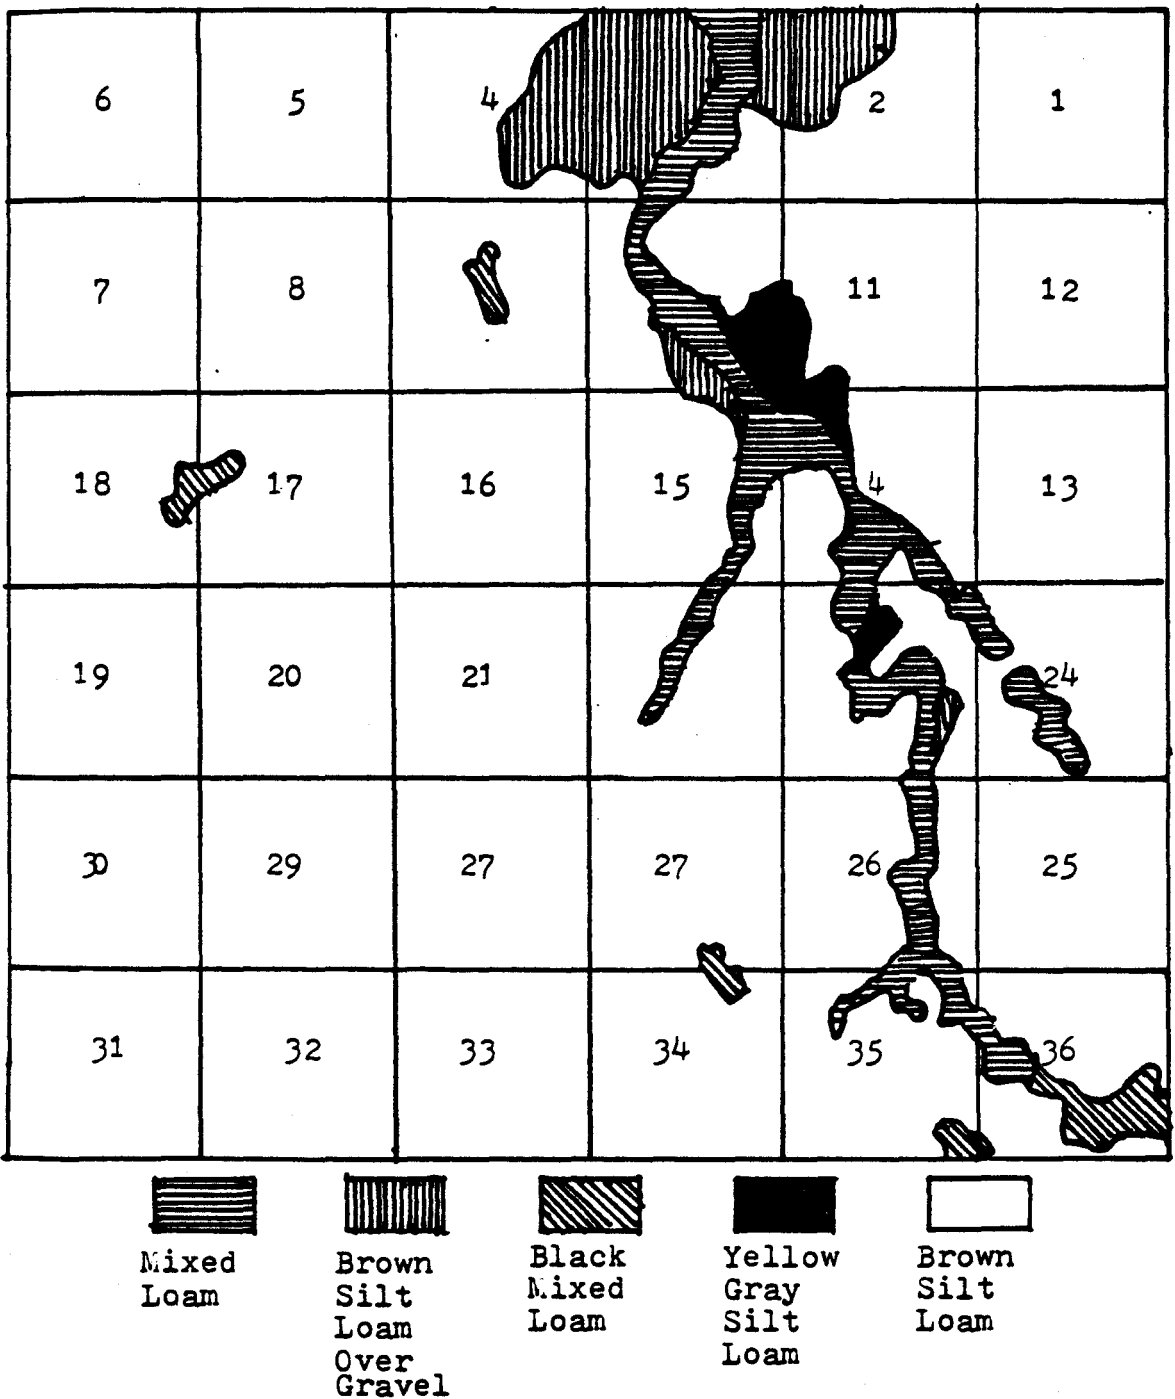 6 5 4 2 1
7 8 11 12
18 17 16 15 4 13
19 20 21 24
30 29 27 27 26 25
31 32 33 34 35 36
Mixed
Loam
Brown
Silt
Loam
Over
Gravel
Black
Mixed
Loam
Yellow
Gray
Silt
Loam
Brown
Silt
Loam